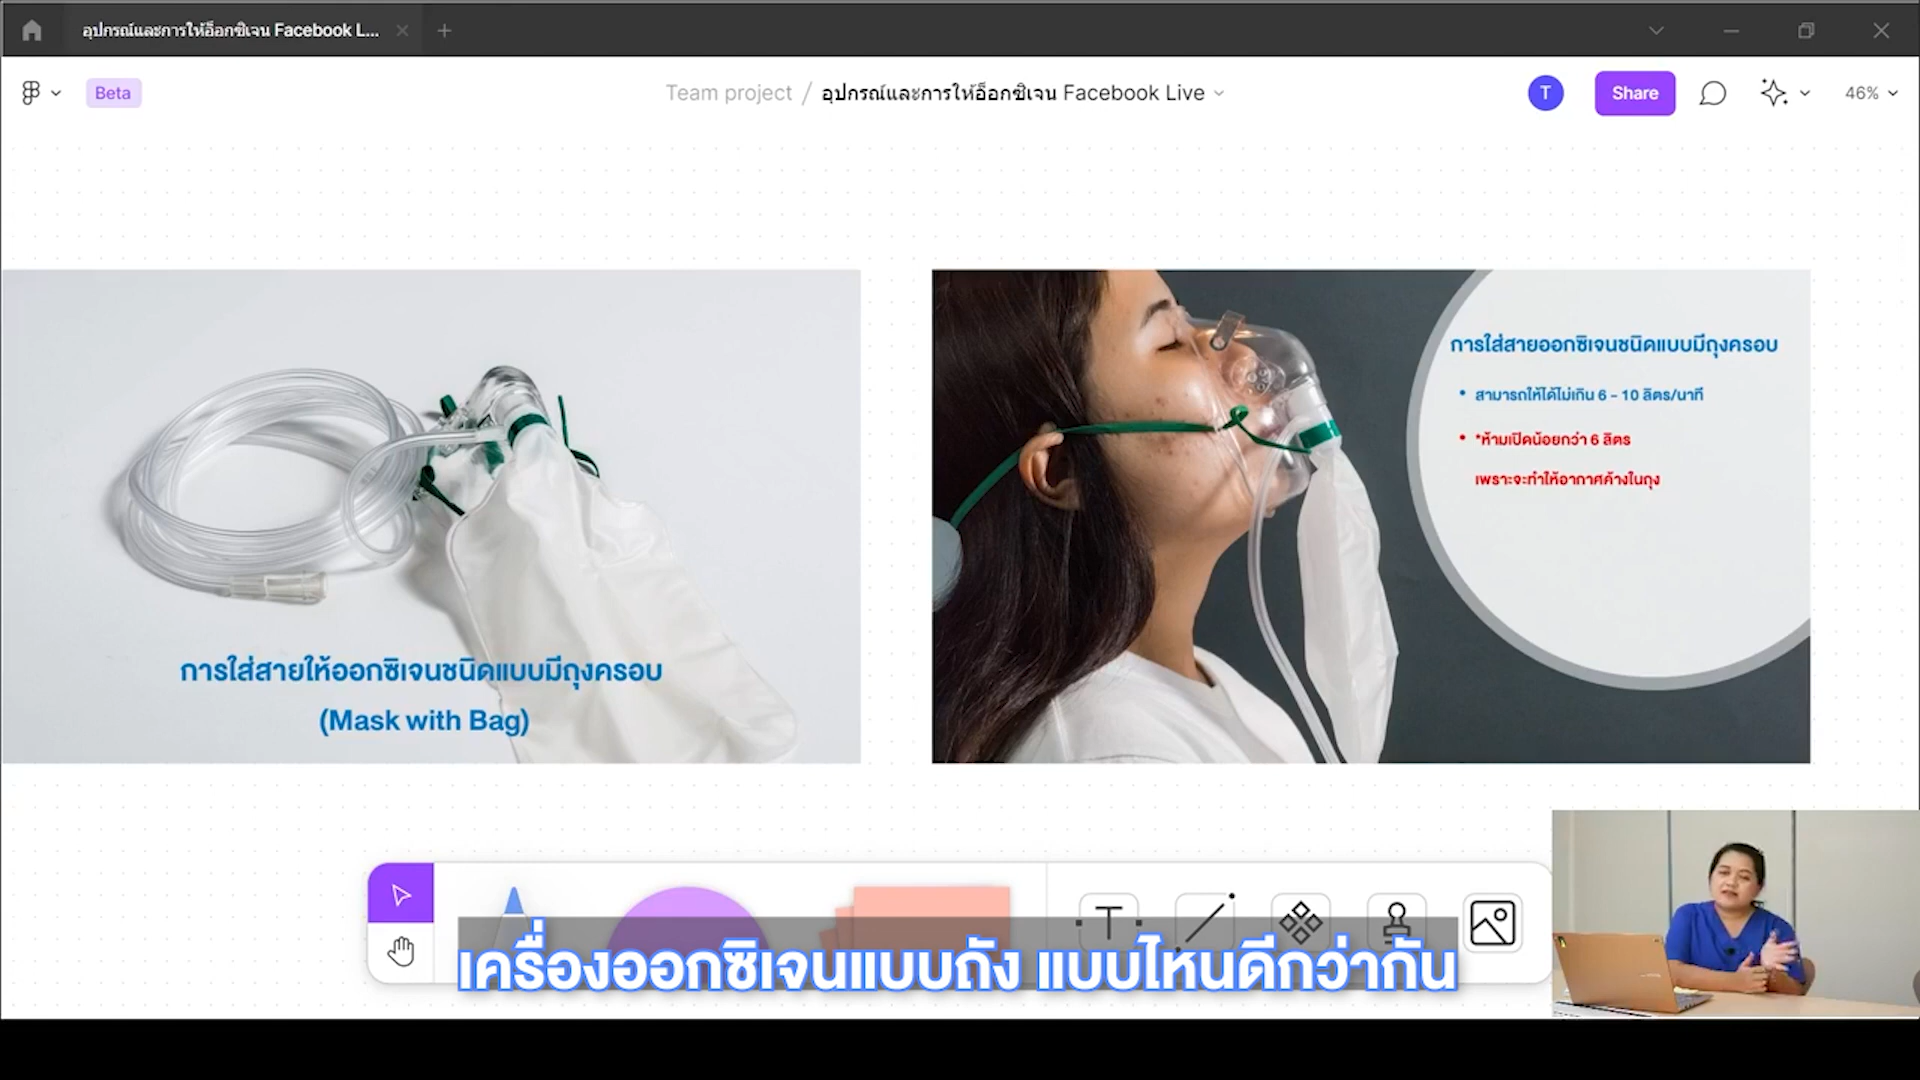 อุปกรณ์และการให้อ็อกซิเจน Facebook L...
Beta
Team project / อุปกรณ์และการให้อ็อกซิเจน Facebook Live
T
Share
46%
การใส่สายให้ออกซิเจนชนิดแบบมีถุงครอบ
(Mask with Bag)
การใส่สายออกซิเจนชนิดแบบมีถุงครอบ
• สามารถให้ได้ไม่เกิน 6 - 10 ลิตร/นาที
• *ห้ามเปิดน้อยกว่า 6 ลิตร
เพราะจะทำให้อากาศค้างในถุง
เครื่องออกซิเจนแบบถัง แบบไหนดีกว่ากัน